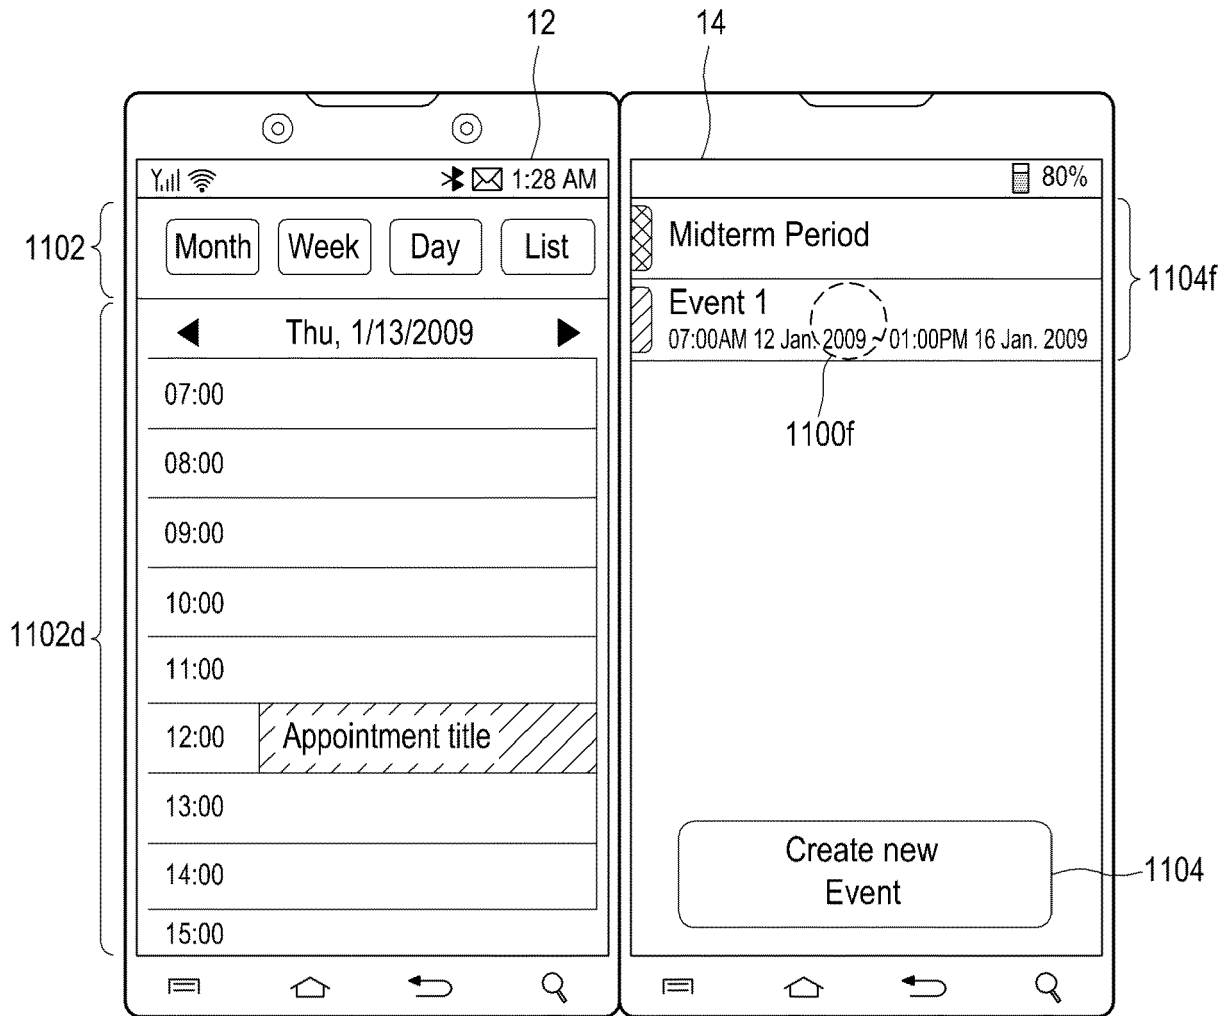 12 14
1:28 AM 80%
1102 Month Week Day List
Midterm Period
1104f
Event 1
07:00AM 12 Jan. 2009 ~ 01:00PM 16 Jan. 2009
1100f
Thu, 1/13/2009
07:00
08:00
09:00
10:00
1102d
11:00
12:00 Appointment title
13:00
14:00
15:00
Create new
Event
1104